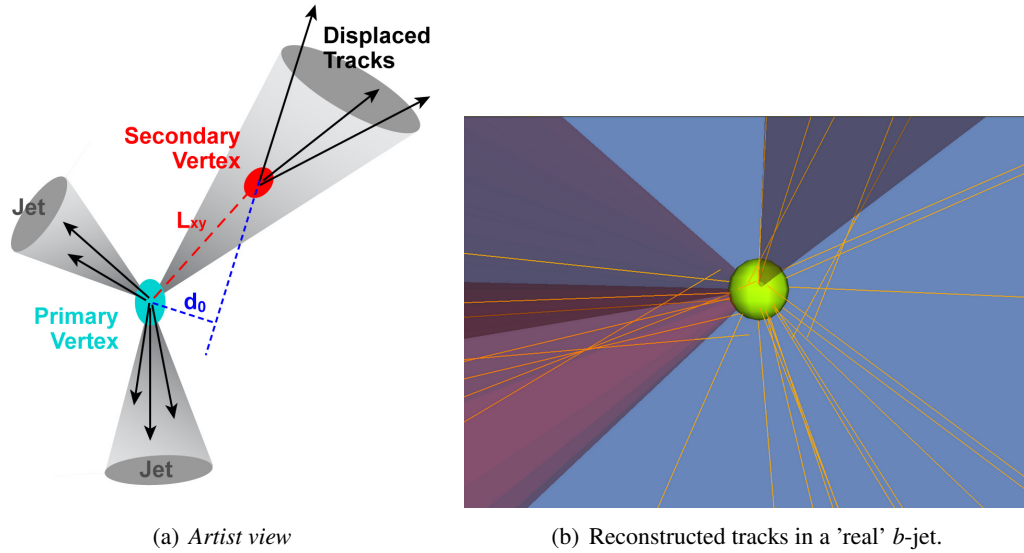 Displaced
Tracks
Secondary
Vertex
Jet
Lxy
d0
Primary
Vertex
Jet
(a) Artist view
(b) Reconstructed tracks in a 'real' b-jet.